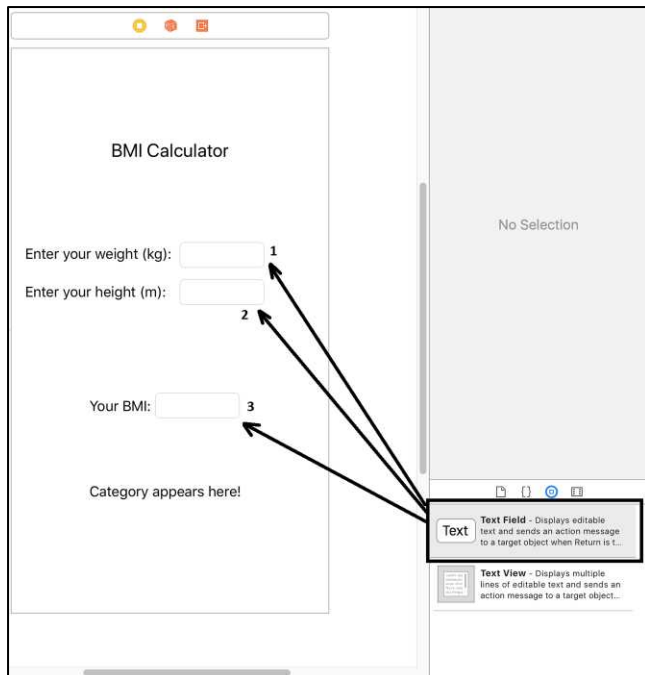 BMI Calculator
No Selection
Enter your weight (kg):
1
Enter your height (m):
2
Your BMI:
3
Category appears here!
Text
Text Field - Displays editable
text and sends an action message
to a target object when Return is t...
Text View - Displays multiple
lines of editable text and sends an
action message to a target object...